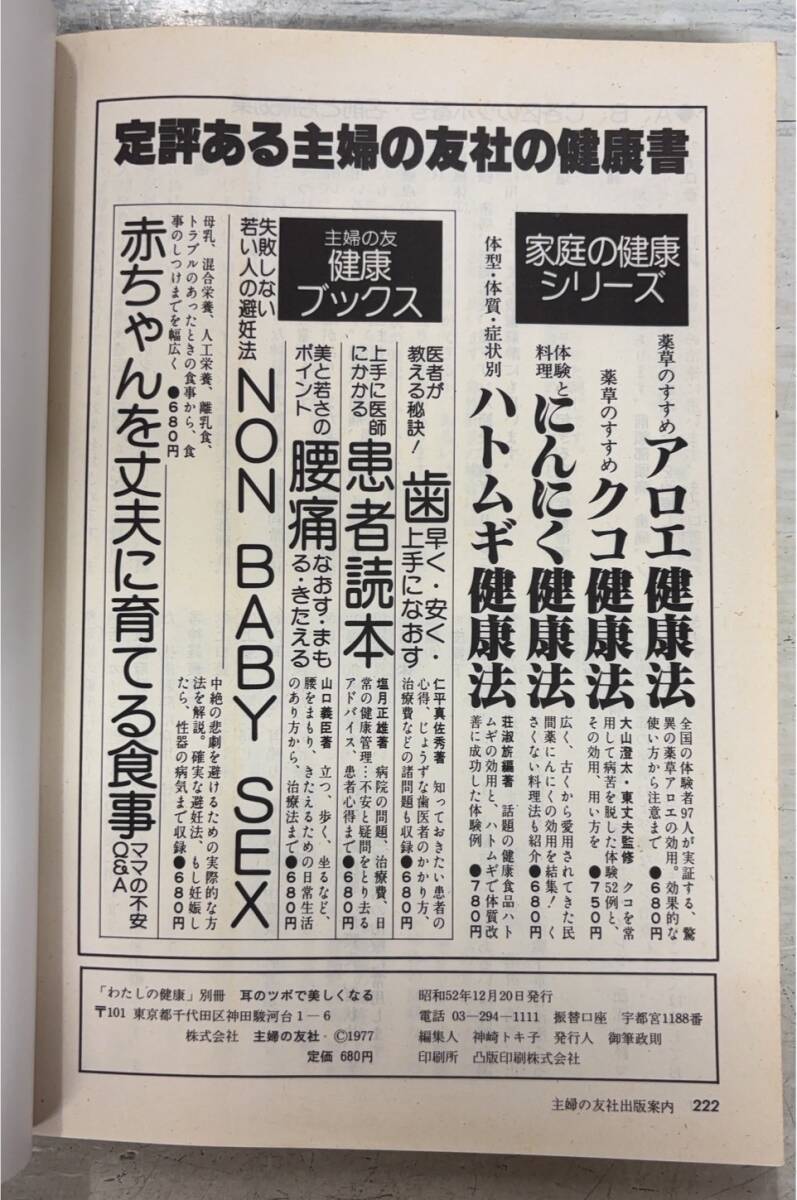 定評ある主婦の友社の健康書
家庭の健康
シリーズ
薬草のすすめ
アロエ健康法
全国の体験者97人が実証する、驚
異の薬草アロエの効用。効果的な
使い方から注意まで ●680円
薬草のすすめ
クコ健康法
大山澄太・東丈夫監修 クコを常
用して病苦を脱した体験52例と、
その効用、用い方を ●750円
体験と
料理
にんにく健康法
広く、古くから愛用されてきた民
間薬にんにくの効用を結集! く
さくない料理法も紹介 ●680円
体型・体質・症状別
ハトムギ健康法
荘淑旂編著 話題の健康食品ハト
ムギの効用と、ハトムギで体質改
善に成功した体験例 ●780円
主婦の友
健康
ブックス
医者が
教える秘訣!
歯
早く・安く・
上手になおす
仁平真佐秀著 知っておきたい患者の
心得、じょうずな歯医者のかかり方、
治療費などの諸問題も収録 ●680円
上手に医師
にかかる
患者読本
塩月正雄著 病院の問題、治療費、日
常の健康管理…不安と疑問をとり去る
アドバイス、患者心得まで ●680円
美と若さの
ポイント
腰痛
なおす・まも
る・きたえる
山口義臣著 立つ、歩く、坐るなど、
腰をまもり、きたえるための日常生活
のあり方から、治療法まで ●680円
失敗しない
若い人の避妊法
NON BABY SEX
中絶の悲劇を避けるための実際的な方
法を解説。確実な避妊法、もし妊娠し
たら、性器の病気まで収録 ●680円
母乳、混合栄養、人工栄養、離乳食、
トラブルのあったときの食事から、食
事のしつけまでを幅広く ●680円
赤ちゃんを丈夫に育てる食事
ママの不安
Q&A
「わたしの健康」別冊 耳のツボで美しくなる
〒101 東京都千代田区神田駿河台1-6
株式会社 主婦の友社・©1977
定価 680円
昭和52年12月20日発行
電話 03-294-1111 振替口座 宇都宮1188番
編集人 神崎トキ子 発行人 御筆政則
印刷所 凸版印刷株式会社
主婦の友社出版案内 222